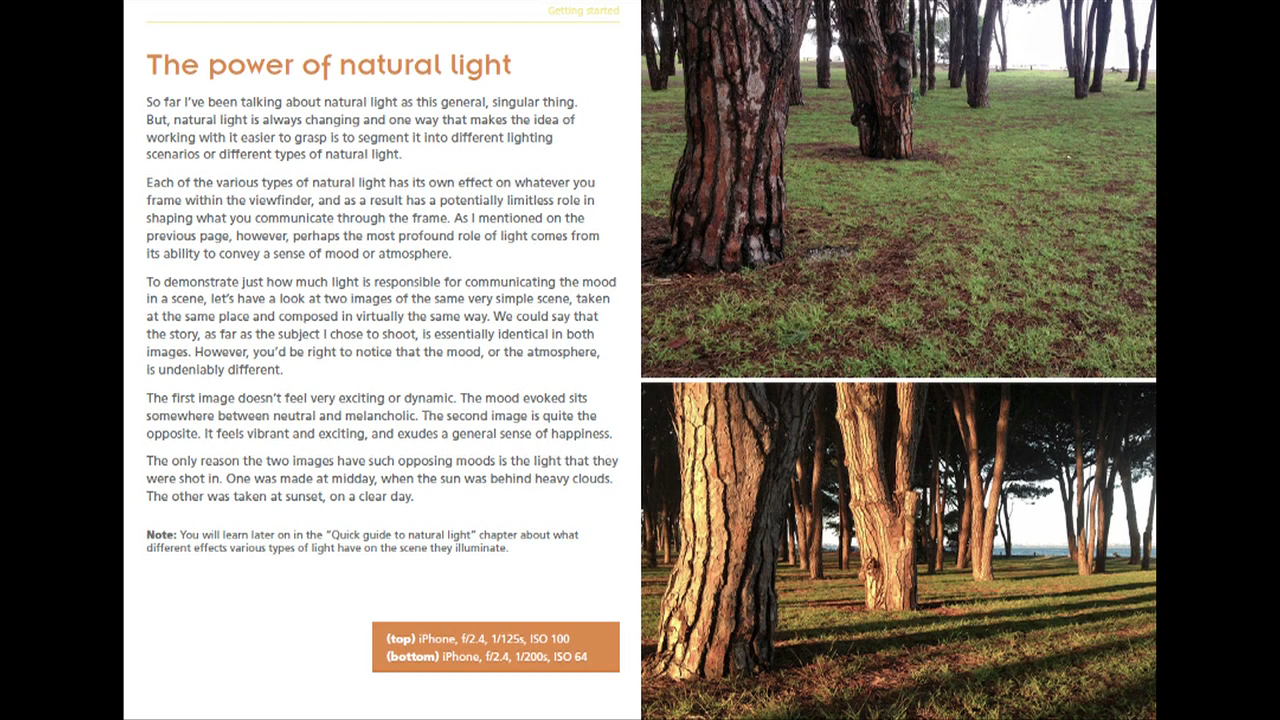 Getting started
The power of natural light
So far I've been talking about natural light as this general, singular thing.
But, natural light is always changing and one way that makes the idea of
working with it easier to grasp is to segment it into different lighting
scenarios or different types of natural light.
Each of the various types of natural light has its own effect on whatever you
frame within the viewfinder, and as a result has a potentially limitless role in
shaping what you communicate through the frame. As I mentioned on the
previous page, however, perhaps the most profound role of light comes from
its ability to convey a sense of mood or atmosphere.
To demonstrate just how much light is responsible for communicating the mood
in a scene, let's have a look at two images of the same very simple scene, taken
at the same place and composed in virtually the same way. We could say that
the story, as far as the subject I chose to shoot, is essentially identical in both
images. However, you'd be right to notice that the mood, or the atmosphere,
is undeniably different.
The first image doesn't feel very exciting or dynamic. The mood evoked sits
somewhere between neutral and melancholic. The second image is quite the
opposite. It feels vibrant and exciting, and exudes a general sense of happiness.
The only reason the two images have such opposing moods is the light that they
were shot in. One was made at midday, when the sun was behind heavy clouds.
The other was taken at sunset, on a clear day.
Note: You will learn later on in the "Quick guide to natural light" chapter about what
different effects various types of light have on the scene they illuminate.
(top) iPhone, f/2.4, 1/125s, ISO 100
(bottom) iPhone, f/2.4, 1/200s, ISO 64